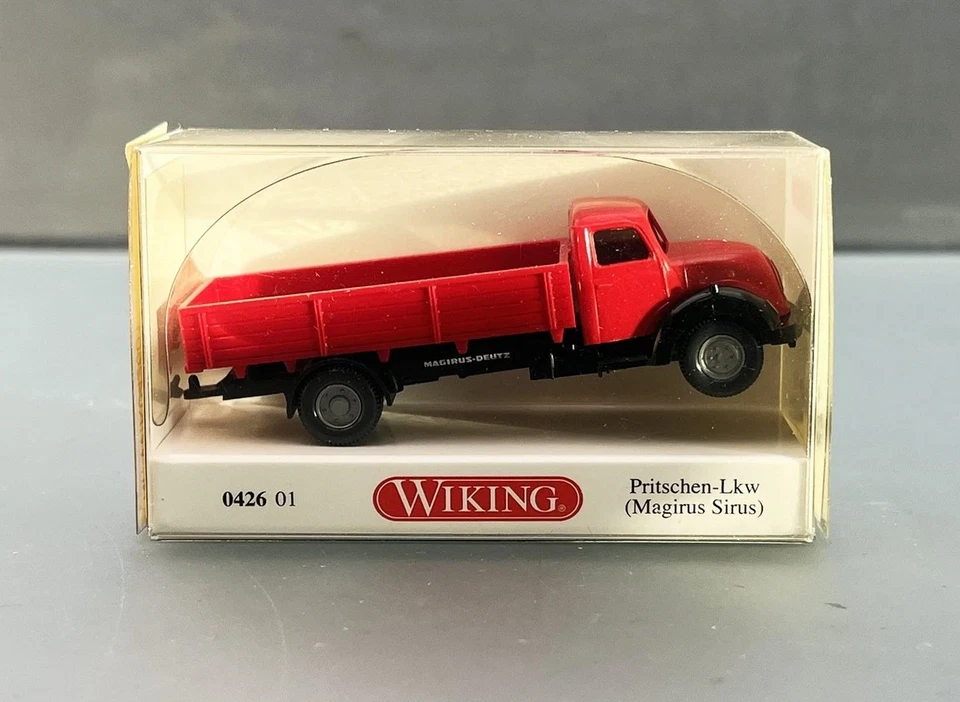 MAGIRUS-DEUTZ
0426 01
WIKING®
Pritschen-Lkw
(Magirus Sirus)